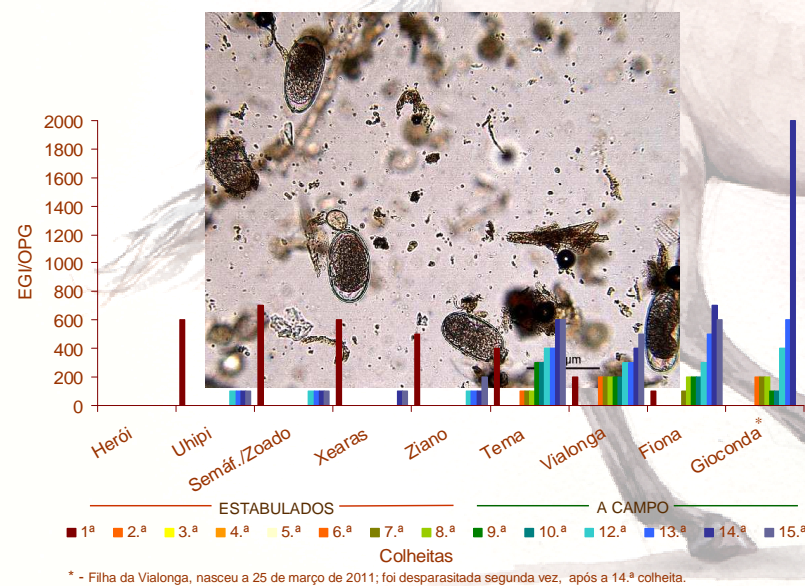 2000
1800
1600
1400
1200
1000
800
600
400
200
0
EGI/OPG
µm
Herói
Uhipi
Semáf./Zoado
Xearas
Ziano
Tema
Vialonga
Fiona
Gioconda*
ESTABULADOS A CAMPO
1ª 2.ª 3.ª 4.ª 5.ª 6.ª 7.ª 8.ª 9.ª 10.ª 12.ª 13.ª 14.ª 15.ª
Colheitas
* - Filha da Vialonga, nasceu a 25 de março de 2011; foi desparasitada segunda vez, após a 14.ª colheita.